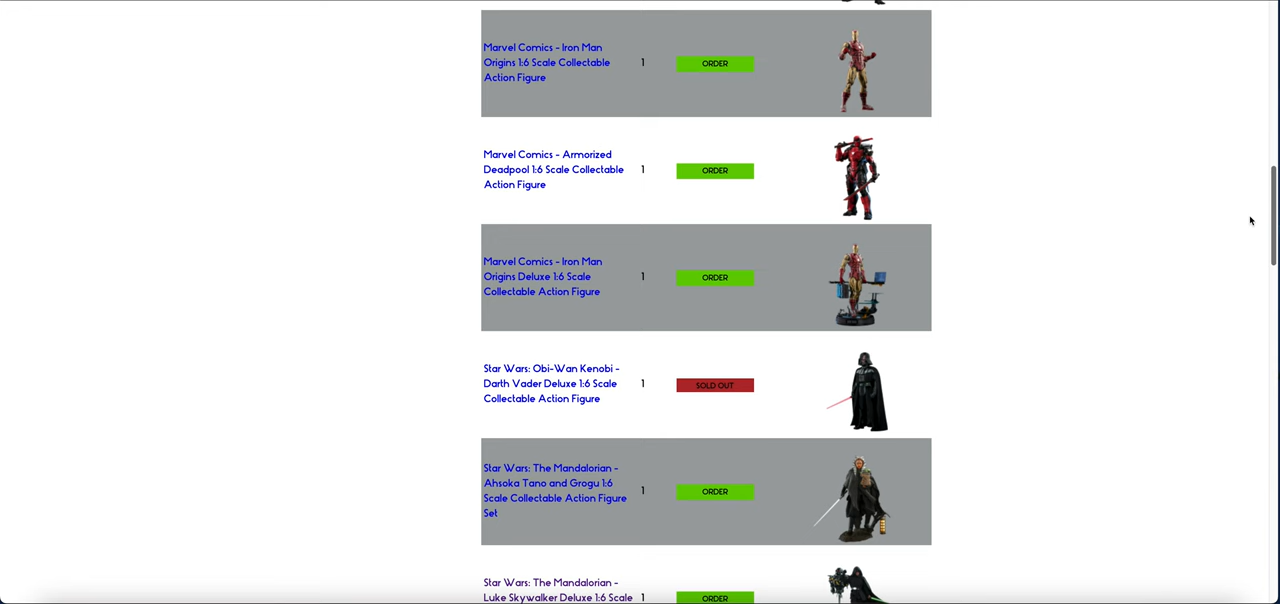 Marvel Comics - Iron Man
Origins 1:6 Scale Collectable
Action Figure
1
ORDER
Marvel Comics - Armorized
Deadpool 1:6 Scale Collectable
Action Figure
1
ORDER
Marvel Comics - Iron Man
Origins Deluxe 1:6 Scale
Collectable Action Figure
1
ORDER
Star Wars: Obi-Wan Kenobi -
Darth Vader Deluxe 1:6 Scale
Collectable Action Figure
1
SOLD OUT
Star Wars: The Mandalorian -
Ahsoka Tano and Grogu 1:6
Scale Collectable Action Figure
Set
1
ORDER
Star Wars: The Mandalorian -
Luke Skywalker Deluxe 1:6 Scale
1
ORDER